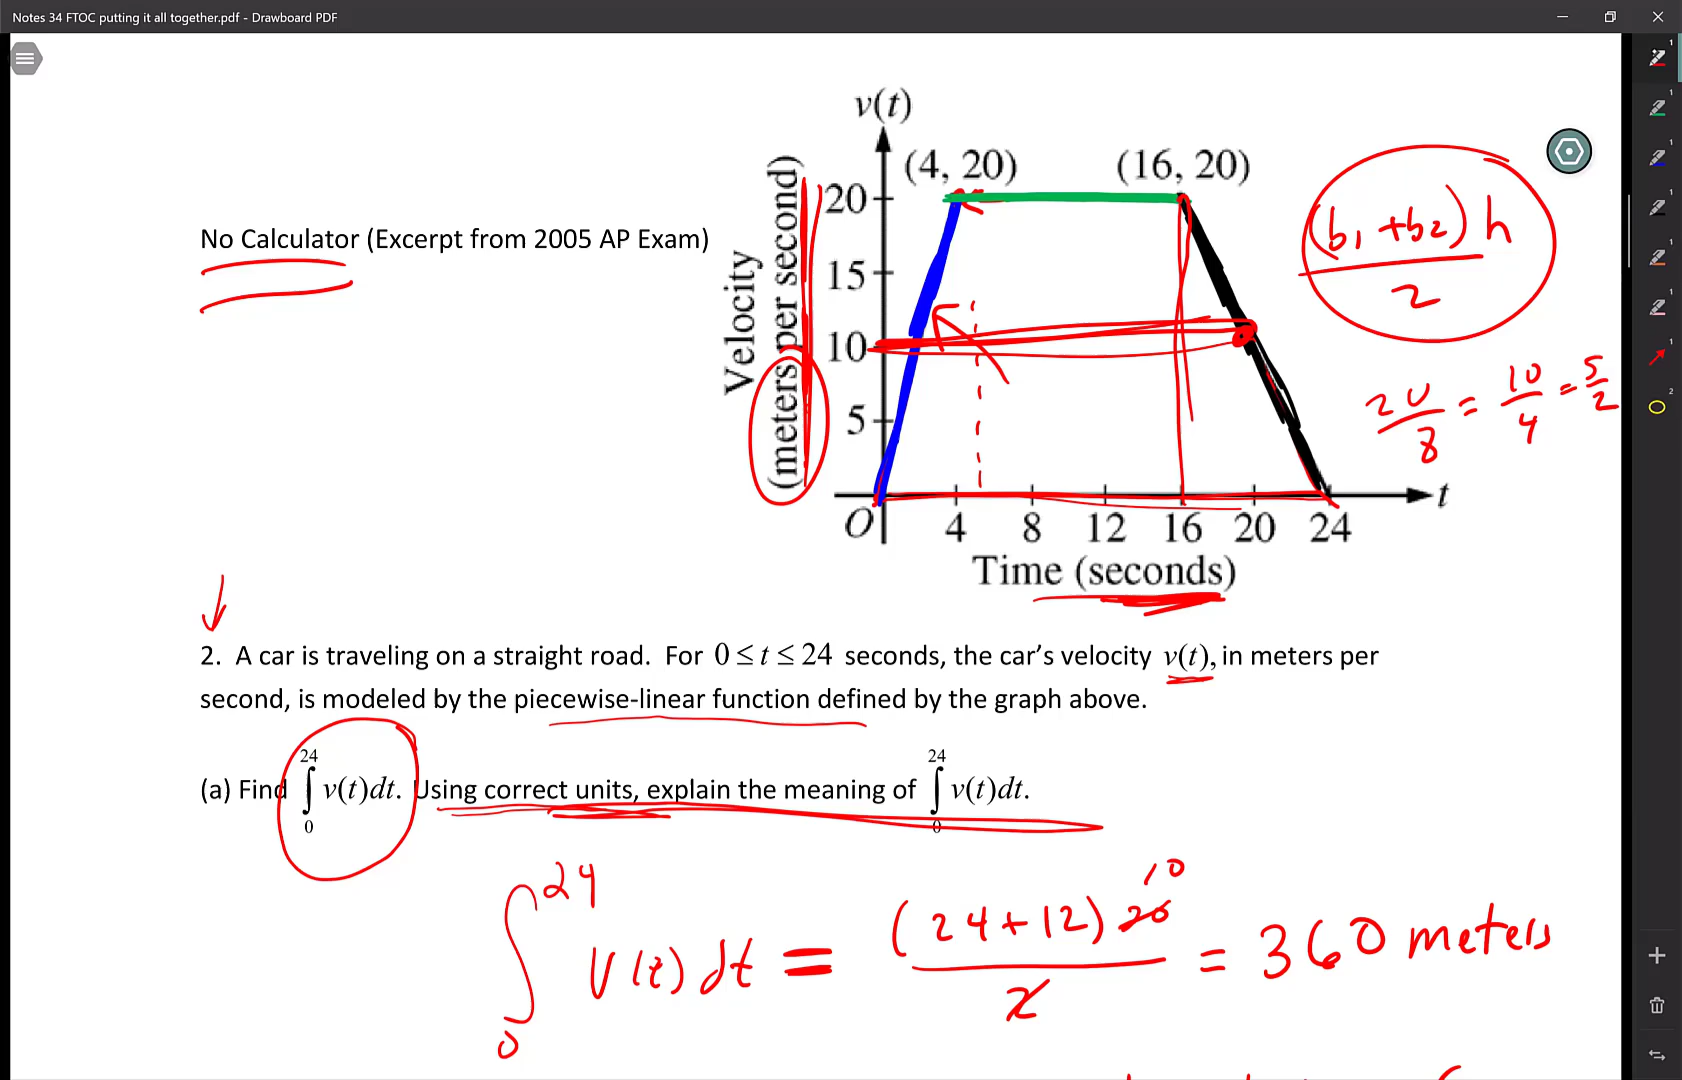 Notes 34 FTOC putting it all together.pdf - Drawboard PDF
v(t)
(4, 20)
(16, 20)
No Calculator (Excerpt from 2005 AP Exam)
Velocity
(meters per second)
20
15
10
5
O
4 8 12 16 20 24
t
Time (seconds)
(b₁ + b₂) h
2
20/8 = 10/4 = 5/2
2. A car is traveling on a straight road. For 0 ≤ t ≤ 24 seconds, the car's velocity v(t), in meters per
second, is modeled by the piecewise-linear function defined by the graph above.
(a) Find ∫₀²⁴ v(t)dt. Using correct units, explain the meaning of ∫₀²⁴ v(t)dt.
10
∫₀²⁴ v(t) dt = (24+12) 20 / 2 = 360 meters